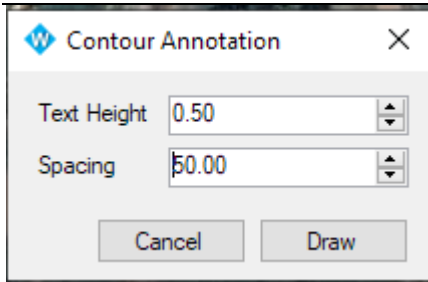 W Contour Annotation
Text Height 0.50
Spacing 50.00
Cancel Draw